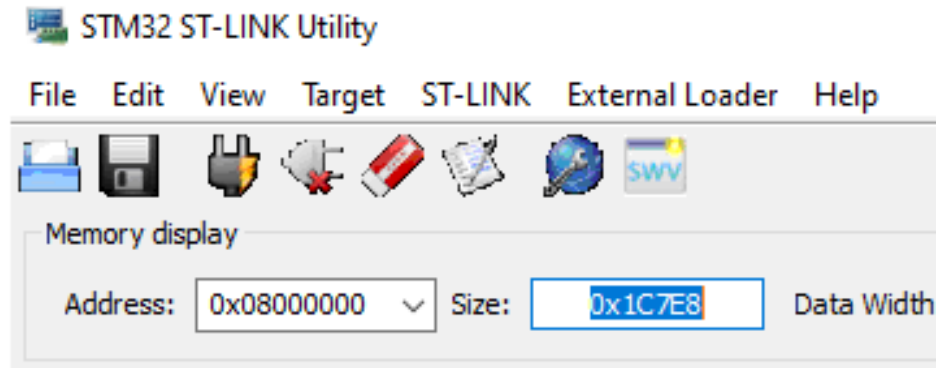 STM32 ST-LINK Utility
File Edit View Target ST-LINK External Loader Help
SWV
Memory display
Address: 0x08000000 Size: 0x1C7E8 Data Width